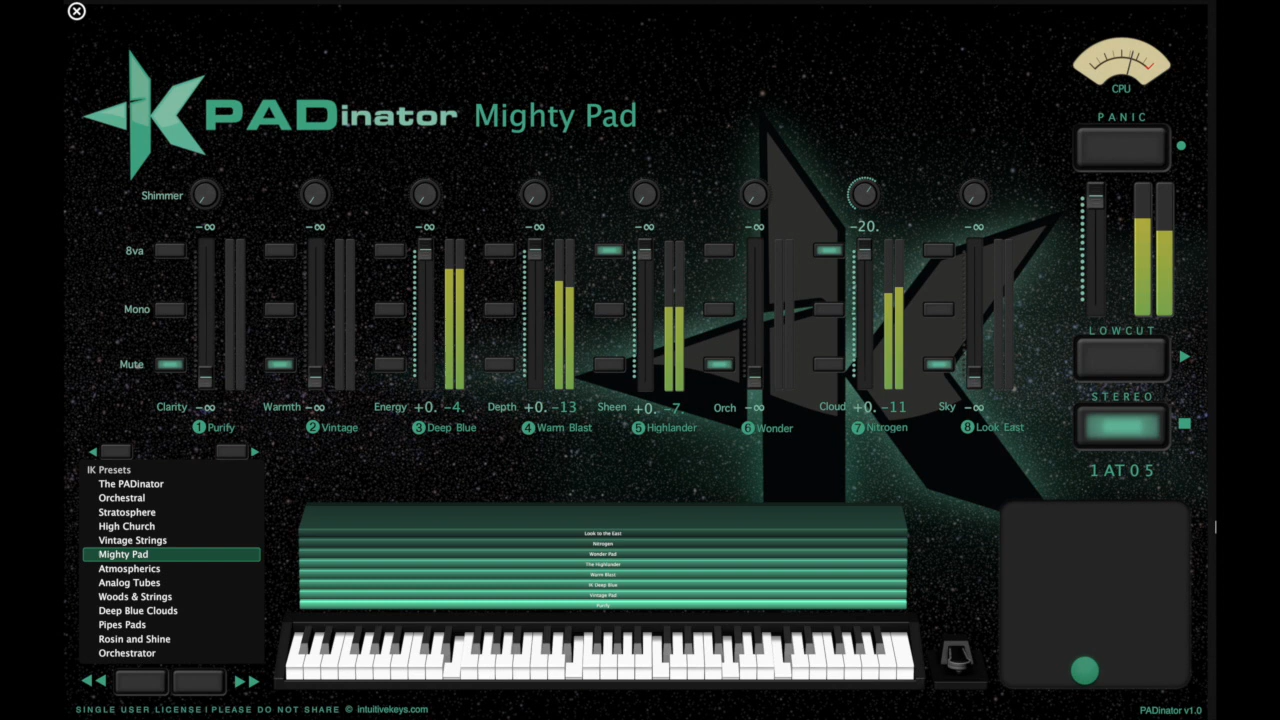 PADinator Mighty Pad
CPU
PANIC
Shimmer
-∞ -∞ -∞ -∞ -∞ -∞ -20. -∞
8va
Mono
Mute
LOWCUT
STEREO
Clarity -∞ Warmth -∞ Energy +0. -4. Depth +0. -13 Sheen +0. -7. Orch -∞ Cloud +0. -11 Sky -∞
1 Purify 2 Vintage 3 Deep Blue 4 Warm Blast 5 Highlander 6 Wonder 7 Nitrogen 8 Look East
1 AT 0 5
IK Presets
The PADinator
Orchestral
Stratosphere
High Church
Vintage Strings
Mighty Pad
Atmospherics
Analog Tubes
Woods & Strings
Deep Blue Clouds
Pipes Pads
Rosin and Shine
Orchestrator
Look to the East
Nitrogen
Wonder Pad
The Highlander
Warm Blast
IK Deep Blue
Vintage Pad
Purify
SINGLE USER LICENSE | PLEASE DO NOT SHARE © intuitivekeys.com
PADinator v1.0